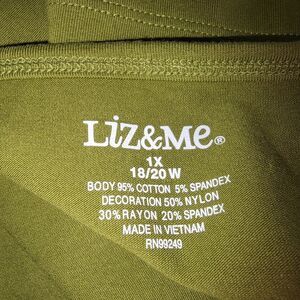 Liz&Me®
1X
18/20 W
BODY 95% COTTON 5% SPANDEX
DECORATION 50% NYLON
30% RAYON 20% SPANDEX
MADE IN VIETNAM
RN99249